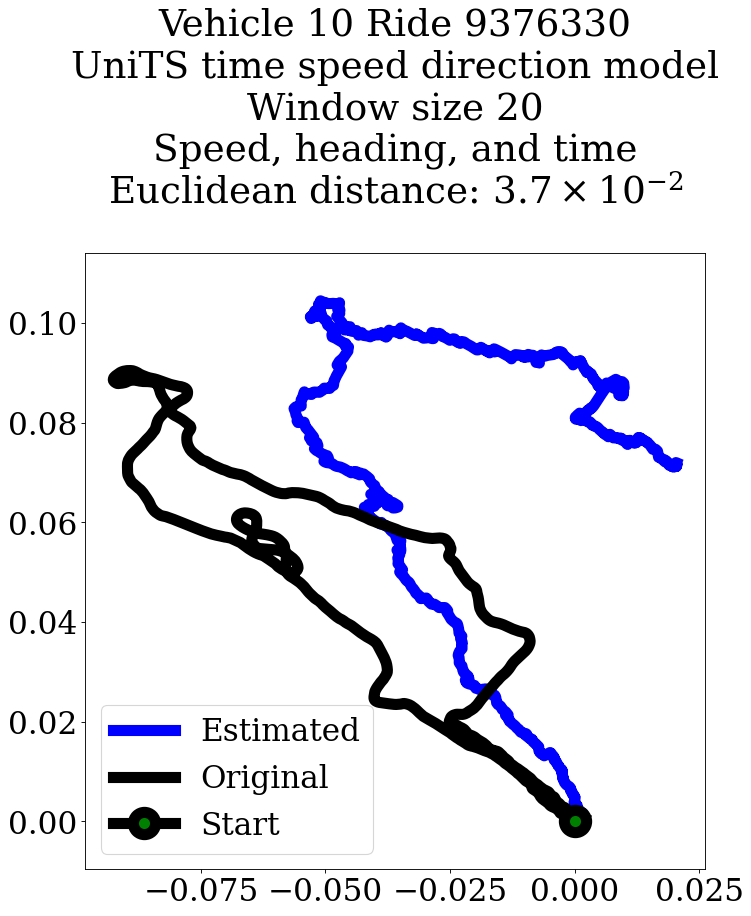 Vehicle 10 Ride 9376330
UniTS time speed direction model
Window size 20
Speed, heading, and time
Euclidean distance: 3.7 × 10⁻²
0.10
0.08
0.06
0.04
0.02
0.00
Estimated
Original
Start
−0.075 −0.050 −0.025 0.000 0.025